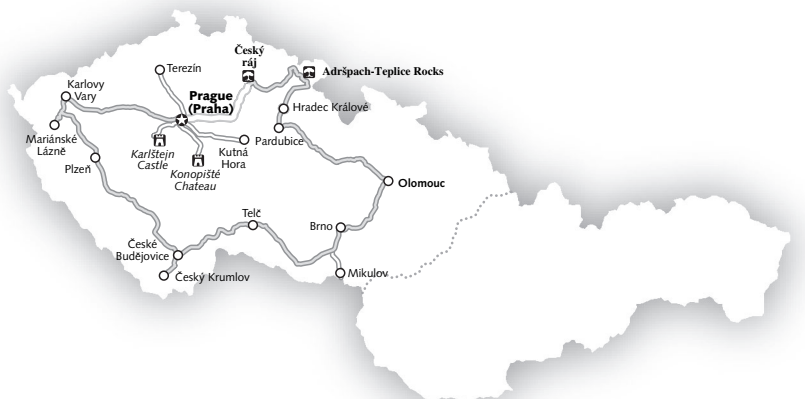 Český
ráj
Terezín
Adršpach-Teplice Rocks
Karlovy
Vary
Prague
(Praha)
Hradec Králové
Mariánské
Lázně
Karlštejn
Castle
Kutná
Hora
Pardubice
Plzeň
Konopiště
Chateau
Olomouc
Telč
Brno
České
Budějovice
Český Krumlov
Mikulov